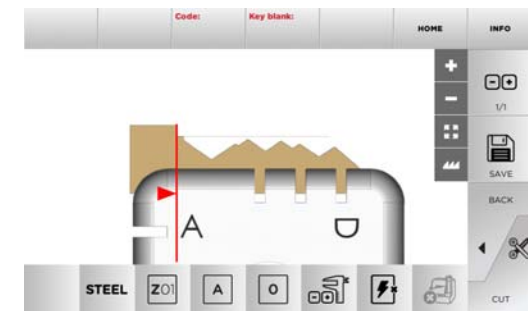 Code: Key blank:
HOME INFO
1/1
SAVE
BACK
A D
STEEL Z01 A 0
CUT